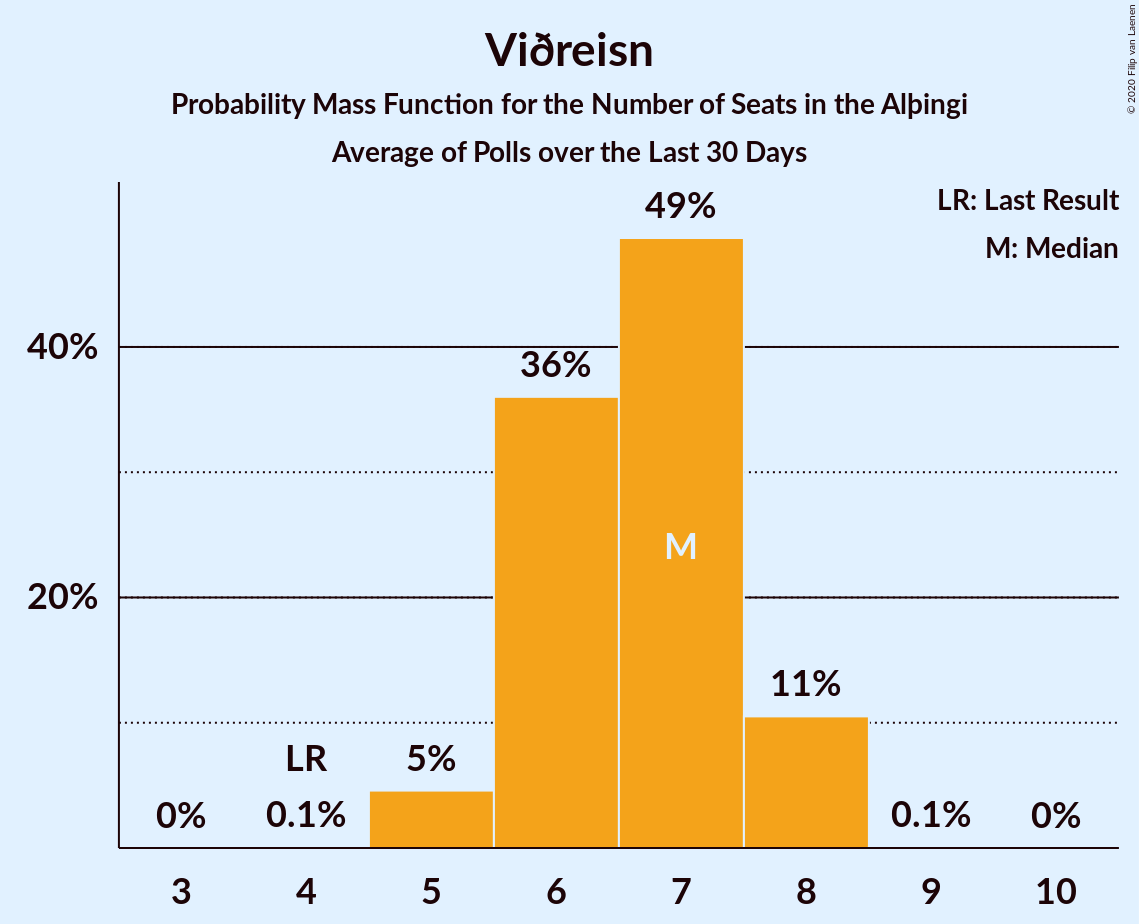 Viðreisn
Probability Mass Function for the Number of Seats in the Alþingi
Average of Polls over the Last 30 Days
© 2020 Filip van Laenen
LR: Last Result
M: Median
49%
40%
36%
M
20%
11%
LR
5%
0%
0.1%
0.1%
0%
3 4 5 6 7 8 9 10